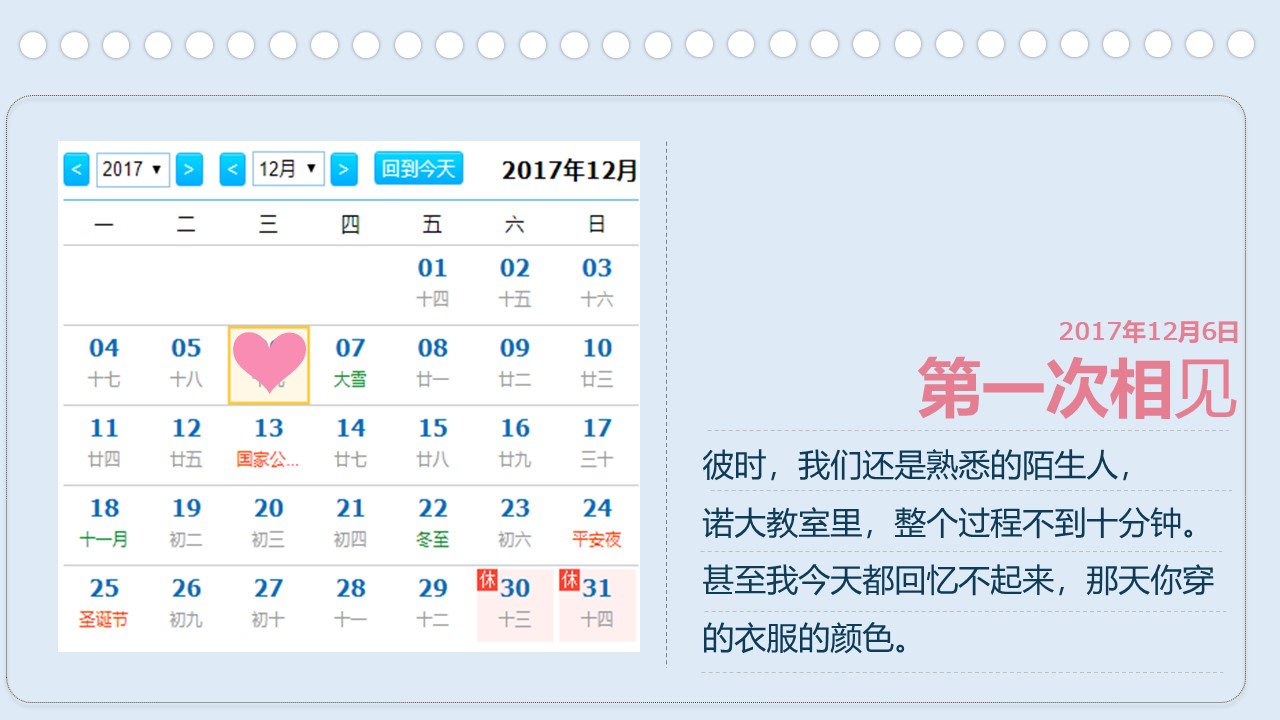 < 2017 ▼ > < 12月 ▼ > 回到今天 2017年12月
一 二 三 四 五 六 日
01 02 03
十四 十五 十六
04 05 07 08 09 10
十七 十八 大雪 廿一 廿二 廿三
11 12 13 14 15 16 17
廿四 廿五 国家公... 廿七 廿八 廿九 三十
18 19 20 21 22 23 24
十一月 初二 初三 初四 冬至 初六 平安夜
25 26 27 28 29 休 30 休 31
圣诞节 初九 初十 十一 十二 十三 十四
2017年12月6日
第一次相见
彼时，我们还是熟悉的陌生人，
诺大教室里，整个过程不到十分钟。
甚至我今天都回忆不起来，那天你穿
的衣服的颜色。